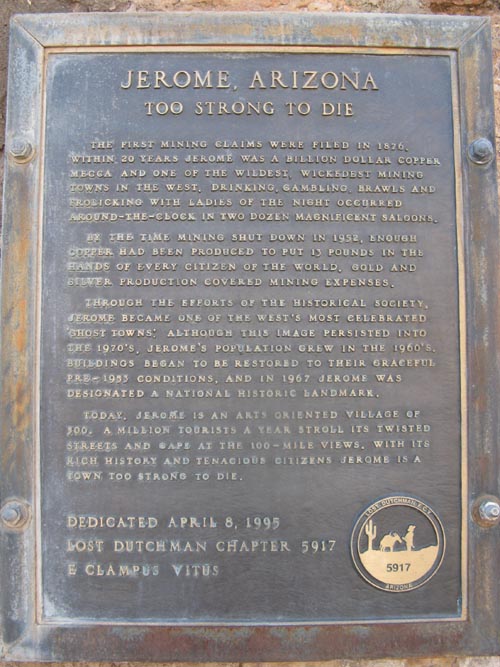 JEROME, ARIZONA
TOO STRONG TO DIE
THE FIRST MINING CLAIMS WERE FILED IN 1876.
WITHIN 20 YEARS JEROME WAS A BILLION DOLLAR COPPER
MECCA AND ONE OF THE WILDEST, WICKEDEST MINING
TOWNS IN THE WEST. DRINKING, GAMBLING, BRAWLS AND
FROLICKING WITH LADIES OF THE NIGHT OCCURRED
AROUND-THE-CLOCK IN TWO DOZEN MAGNIFICENT SALOONS.
BY THE TIME MINING SHUT DOWN IN 1952, ENOUGH
COPPER HAD BEEN PRODUCED TO PUT 13 POUNDS IN THE
HANDS OF EVERY CITIZEN OF THE WORLD. GOLD AND
SILVER PRODUCTION COVERED MINING EXPENSES.
THROUGH THE EFFORTS OF THE HISTORICAL SOCIETY,
JEROME BECAME ONE OF THE WEST'S MOST CELEBRATED
'GHOST TOWNS'. ALTHOUGH THIS IMAGE PERSISTED INTO
THE 1970'S, JEROME'S POPULATION GREW IN THE 1960'S.
BUILDINGS BEGAN TO BE RESTORED TO THEIR GRACEFUL
PRE-1953 CONDITIONS, AND IN 1967 JEROME WAS
DESIGNATED A NATIONAL HISTORIC LANDMARK.
TODAY, JEROME IS AN ARTS ORIENTED VILLAGE OF
500. A MILLION TOURISTS A YEAR STROLL ITS TWISTED
STREETS AND GAPE AT THE 100-MILE VIEWS. WITH ITS
RICH HISTORY AND TENACIOUS CITIZENS JEROME IS A
TOWN TOO STRONG TO DIE.
DEDICATED APRIL 8, 1995
LOST DUTCHMAN CHAPTER 5917
E CLAMPUS VITUS
LOST DUTCHMAN E.C.V.
5917
ARIZONA